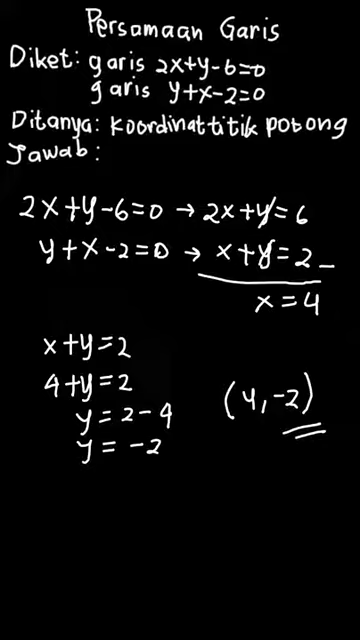 Persamaan Garis
Diket: garis 2x+y-6=0
garis y+x-2=0
Ditanya: Koordinat titik potong
Jawab:
2x+y-6=0 → 2x+y=6
y+x-2=0 → x+y=2 -
x=4
x+y=2
4+y=2
y=2-4
y=-2
(4,-2)